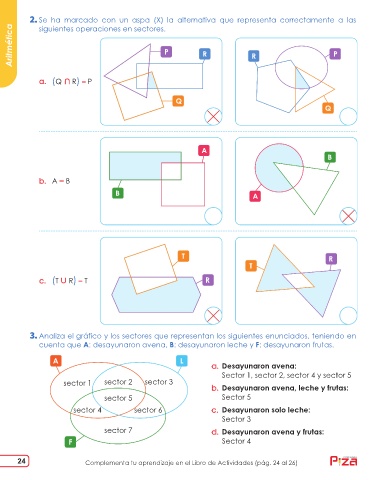 Aritmética
2. Se ha marcado con un aspa (X) la alternativa que representa correctamente a las
siguientes operaciones en sectores.
a. (Q ∩ R) – P
P
R
Q
R
P
Q
b. A – B
A
B
B
A
c. (T U R) – T
T
R
T
R
3. Analiza el gráfico y los sectores que representan los siguientes enunciados, teniendo en
cuenta que A: desayunaron avena, B: desayunaron leche y F: desayunaron frutas.
A
L
sector 1 sector 2 sector 3
sector 5
sector 4 sector 6
sector 7
F
a. Desayunaron avena:
Sector 1, sector 2, sector 4 y sector 5
b. Desayunaron avena, leche y frutas:
Sector 5
c. Desayunaron solo leche:
Sector 3
d. Desayunaron avena y frutas:
Sector 4
24
Complementa tu aprendizaje en el Libro de Actividades (pág. 24 al 26)